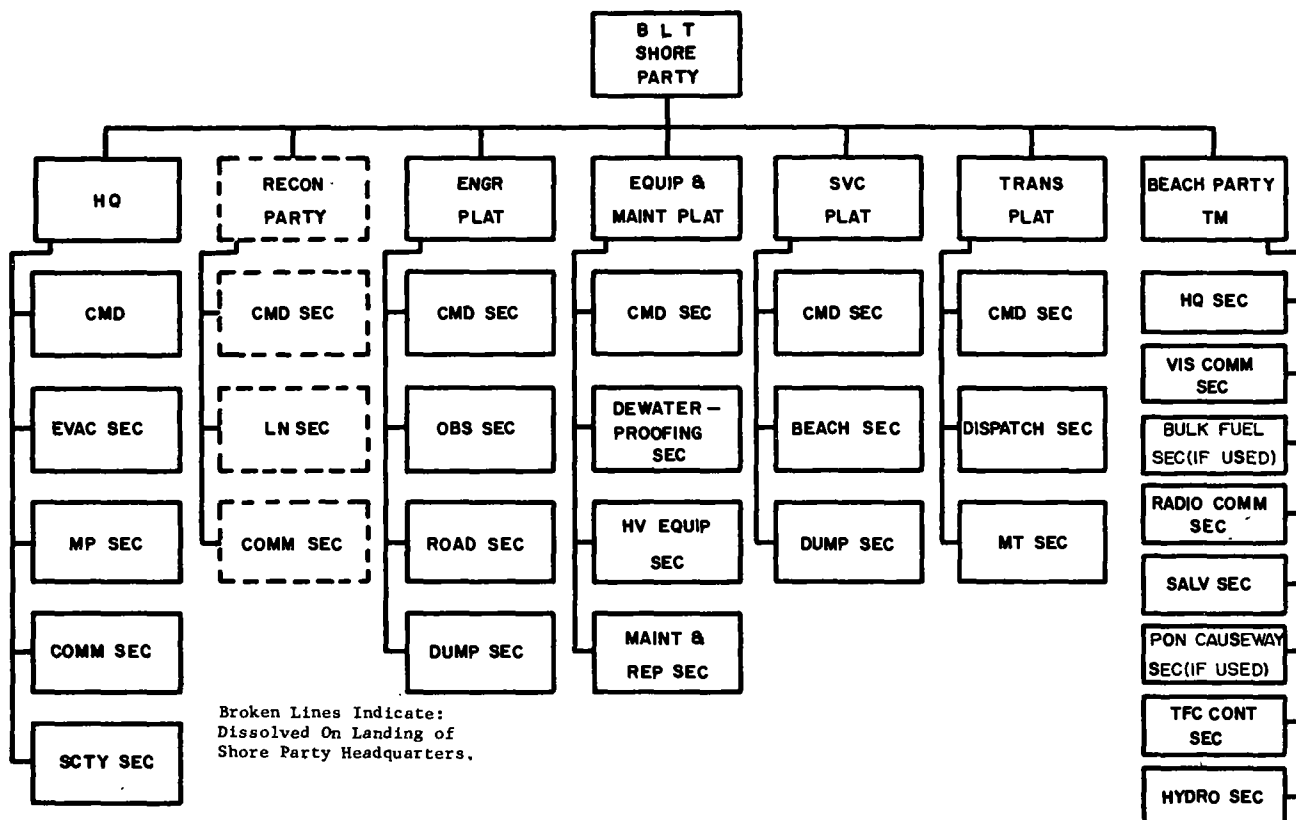 B L T
SHORE
PARTY
HQ
RECON
PARTY
ENGR
PLAT
EQUIP &
MAINT PLAT
SVC
PLAT
TRANS
PLAT
BEACH PARTY
TM
CMD
EVAC SEC
MP SEC
COMM SEC
SCTY SEC
CMD SEC
LN SEC
COMM SEC
CMD SEC
OBS SEC
ROAD SEC
DUMP SEC
CMD SEC
DEWATER-
PROOFING
SEC
HV EQUIP
SEC
MAINT &
REP SEC
CMD SEC
BEACH SEC
DUMP SEC
CMD SEC
DISPATCH SEC
MT SEC
HQ SEC
VIS COMM
SEC
BULK FUEL
SEC(IF USED)
RADIO COMM
SEC
SALV SEC
PON CAUSEWAY
SEC(IF USED)
TFC CONT
SEC
HYDRO SEC
Broken Lines Indicate:
Dissolved On Landing of
Shore Party Headquarters.